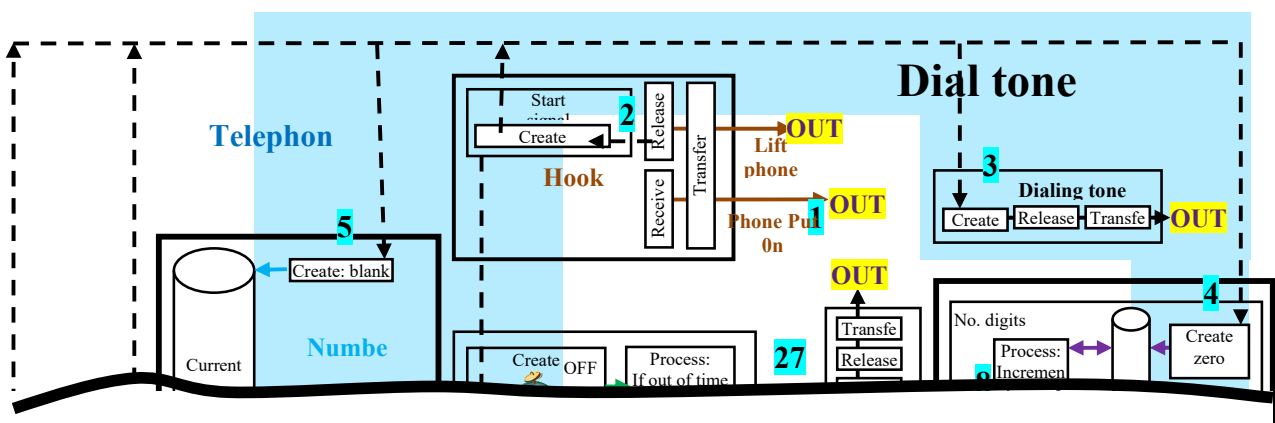 Dial tone
Start
signal
2
Create
Release
Transfer
OUT
Lift
phone
Telephon
Hook
Receive
OUT
1
Phone Put
0n
3
Dialing tone
Create
Release
Transfe
OUT
5
Create: blank
Current
Numbe
OUT
Transfe
Release
27
Create
OFF
Process:
If out of time
4
No. digits
Process:
Incremen
8
Create
zero